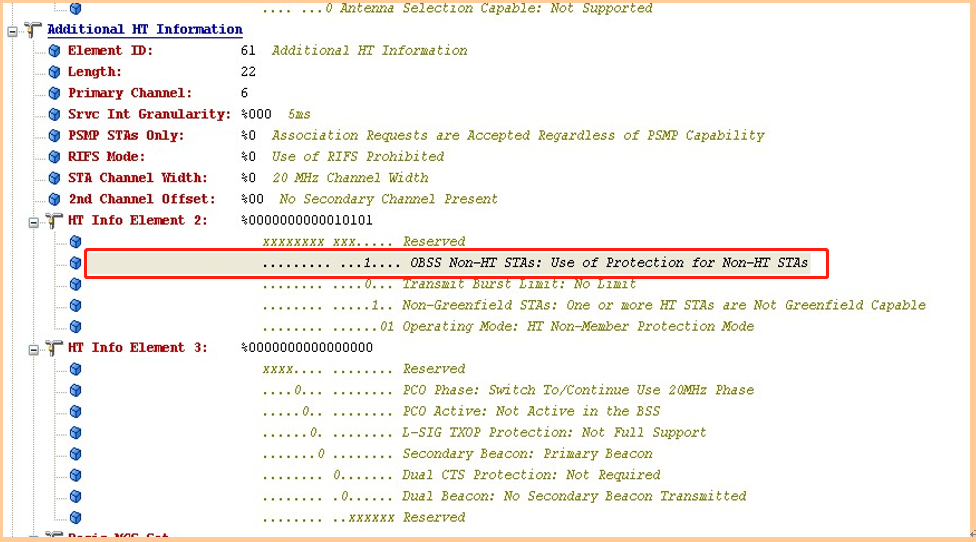 .... ...0 Antenna Selection Capable: Not Supported
Additional HT Information
Element ID: 61 Additional HT Information
Length: 22
Primary Channel: 6
Srvc Int Granularity: %000 5ms
PSMP STAs Only: %0 Association Requests are Accepted Regardless of PSMP Capability
RIFS Mode: %0 Use of RIFS Prohibited
STA Channel Width: %0 20 MHz Channel Width
2nd Channel Offset: %00 No Secondary Channel Present
HT Info Element 2: %0000000000010101
xxxxxxxx xxx..... Reserved
......... ...1.... OBSS Non-HT STAs: Use of Protection for Non-HT STAs
........ ....0... Transmit Burst Limit: No Limit
........ .....1.. Non-Greenfield STAs: One or more HT STAs are Not Greenfield Capable
........ ......01 Operating Mode: HT Non-Member Protection Mode
HT Info Element 3: %0000000000000000
xxxx.... ........ Reserved
....0... ........ PCO Phase: Switch To/Continue Use 20MHz Phase
.....0.. ........ PCO Active: Not Active in the BSS
......0. ........ L-SIG TXOP Protection: Not Full Support
.......0 ........ Secondary Beacon: Primary Beacon
........ 0....... Dual CTS Protection: Not Required
........ .0...... Dual Beacon: No Secondary Beacon Transmitted
........ ..xxxxxx Reserved
Basic MCS Set